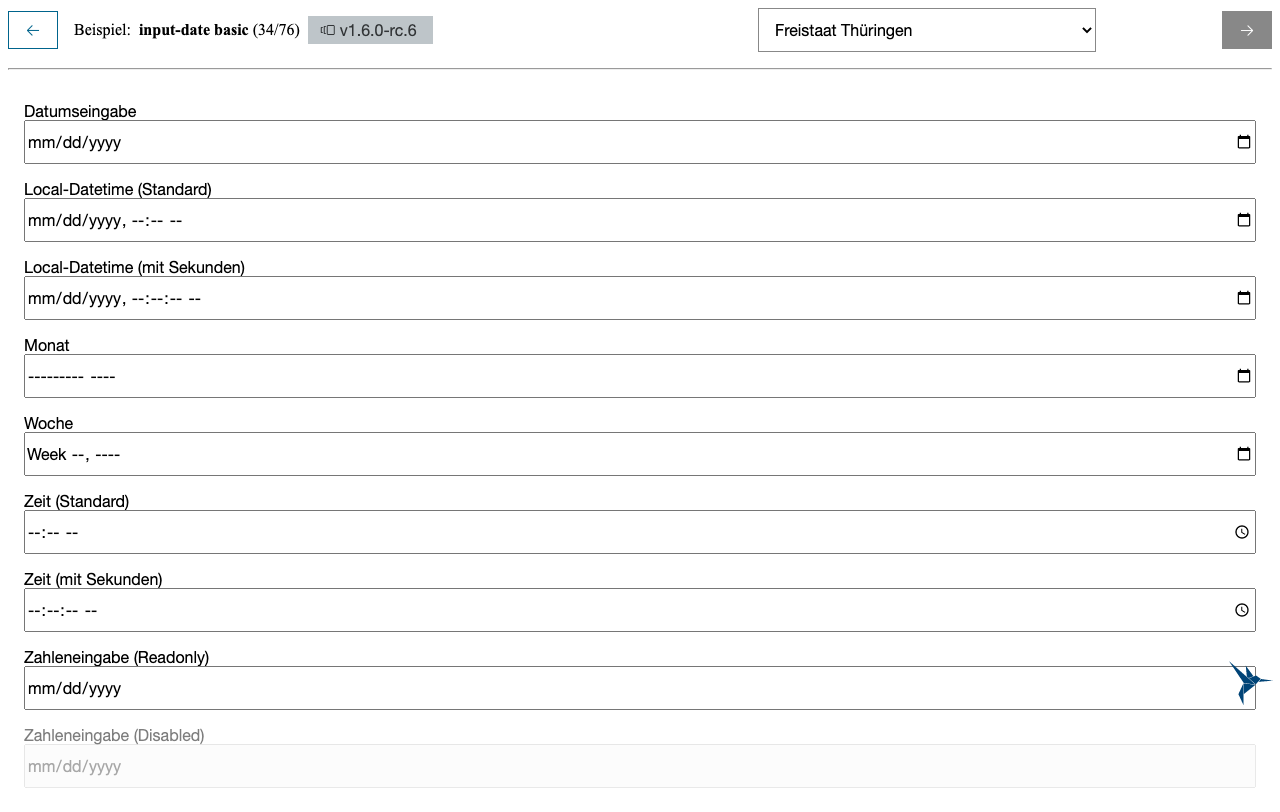 Beispiel: input-date basic (34/76) v1.6.0-rc.6 Freistaat Thüringen
Datumseingabe
mm/dd/yyyy
Local-Datetime (Standard)
mm/dd/yyyy, --:-- --
Local-Datetime (mit Sekunden)
mm/dd/yyyy, --:--:-- --
Monat
--------- ----
Woche
Week --, ----
Zeit (Standard)
--:-- --
Zeit (mit Sekunden)
--:--:-- --
Zahleneingabe (Readonly)
mm/dd/yyyy
Zahleneingabe (Disabled)
mm/dd/yyyy